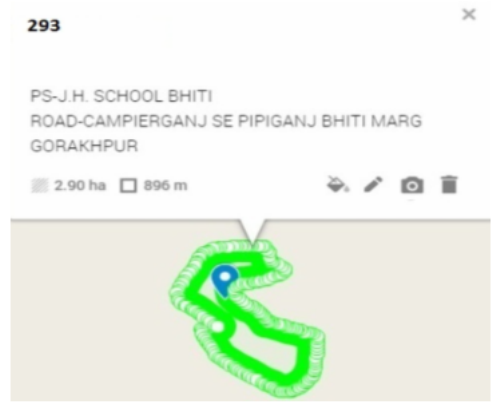 293
PS-J.H. SCHOOL BHITI
ROAD-CAMPIERGANJ SE PIPIGANJ BHITI MARG
GORAKHPUR
2.90 ha 896 m